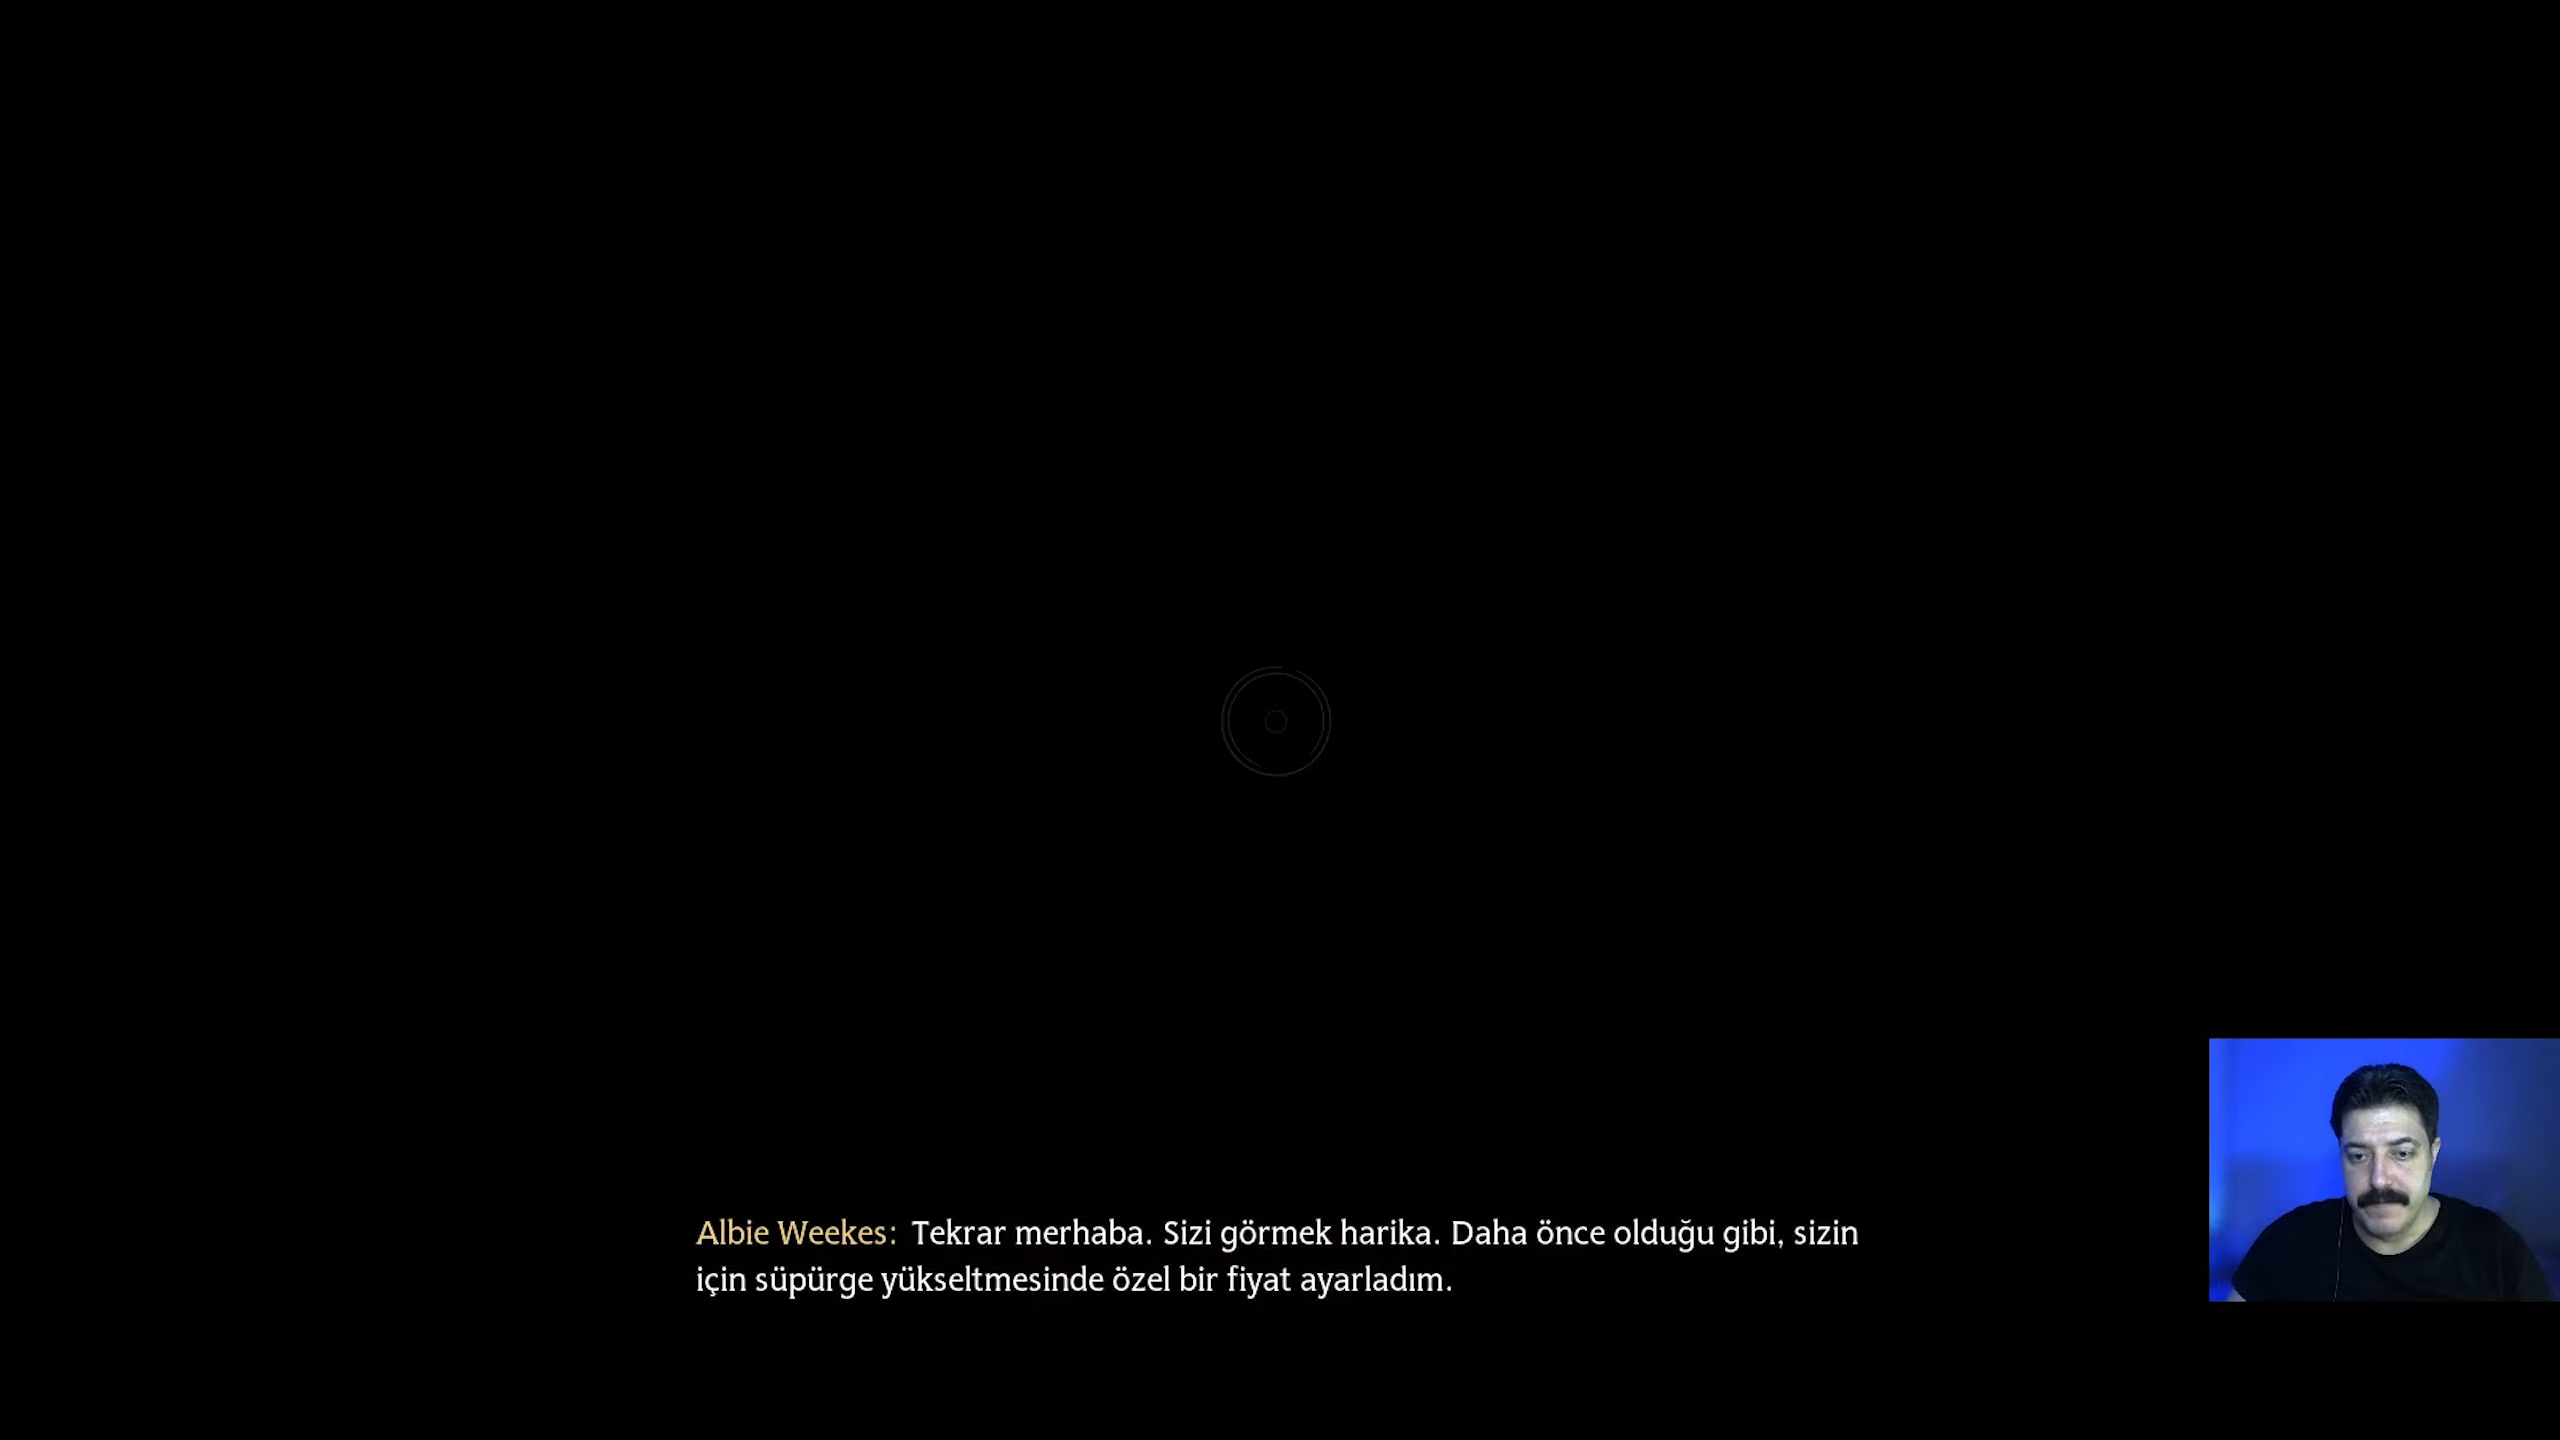 Albie Weekes: Tekrar merhaba. Sizi görmek harika. Daha önce olduğu gibi, sizin
için süpürge yükseltmesinde özel bir fiyat ayarladım.